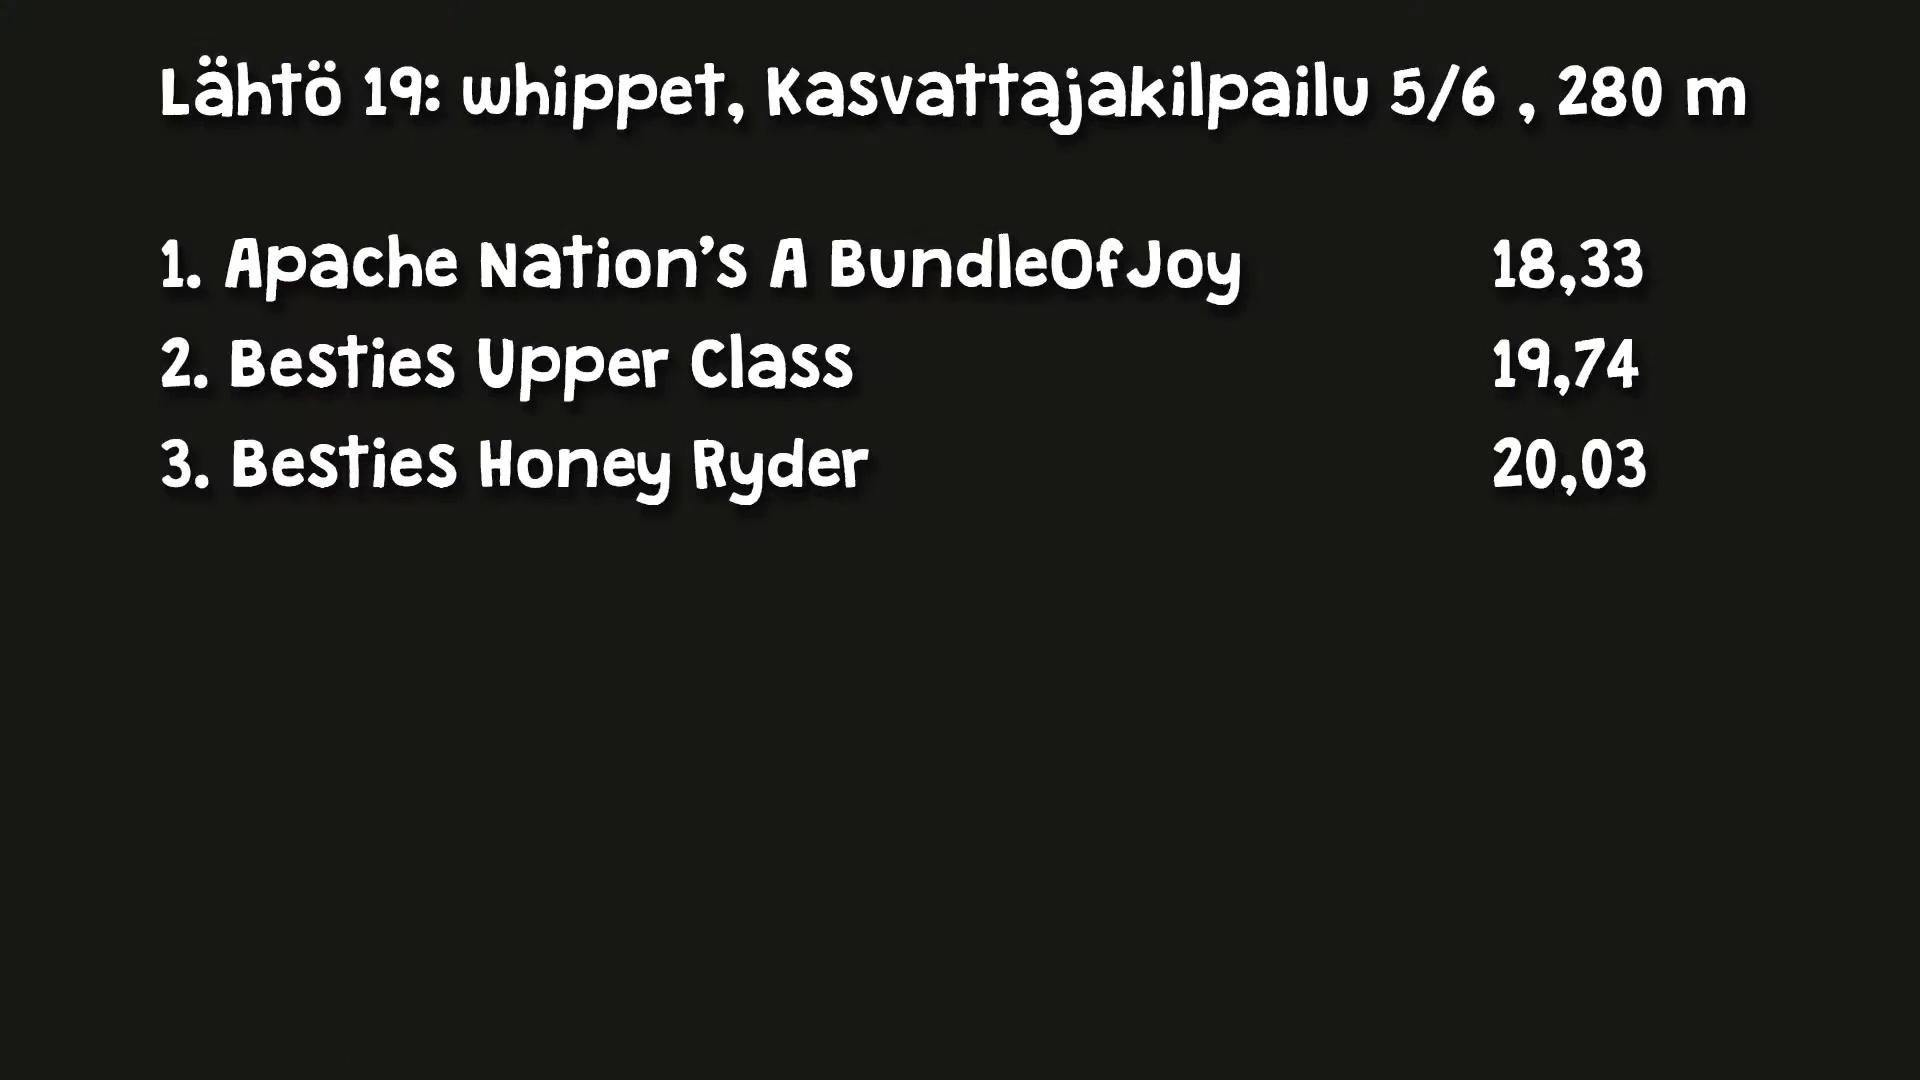 Lähtö 19: whippet, Kasvattajakilpailu 5/6 , 280 m
1. Apache Nation's A BundleOfJoy 18,33
2. Besties Upper Class 19,74
3. Besties Honey Ryder 20,03